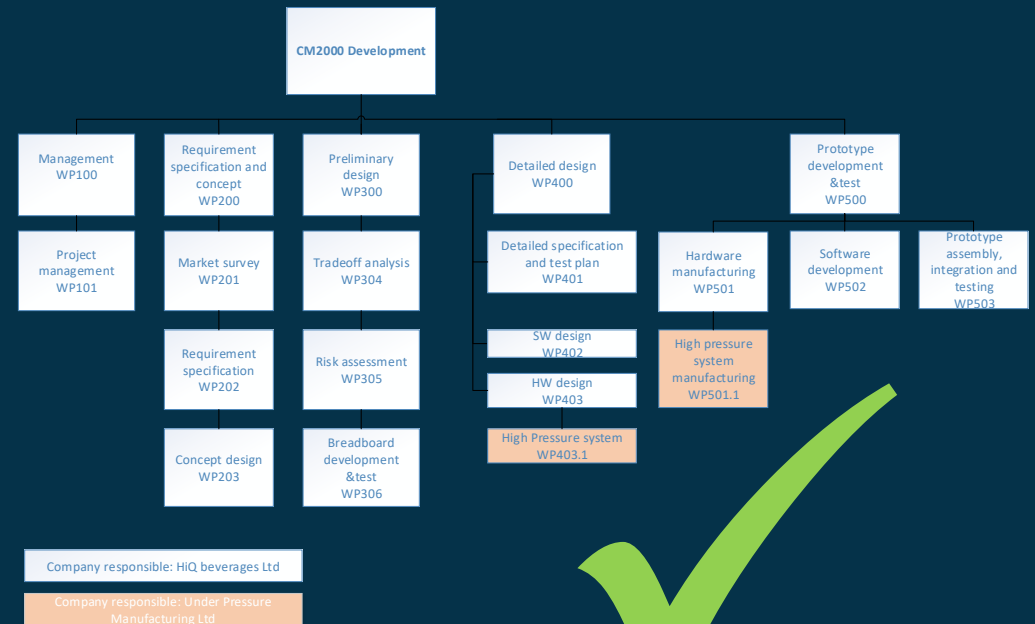 CM2000 Development
Management
WP100
Requirement
specification and
concept
WP200
Preliminary
design
WP300
Detailed design
WP400
Prototype
development
&test
WP500
Project
management
WP101
Market survey
WP201
Tradeoff analysis
WP304
Detailed specification
and test plan
WP401
Hardware
manufacturing
WP501
Software
development
WP502
Prototype
assembly,
integration and
testing
WP503
Requirement
specification
WP202
Risk assessment
WP305
SW design
WP402
High pressure
system
manufacturing
WP501.1
HW design
WP403
Concept design
WP203
Breadboard
development
&test
WP306
High Pressure system
WP403.1
Company responsible: HiQ beverages Ltd
Company responsible: Under Pressure
Manufacturing Ltd